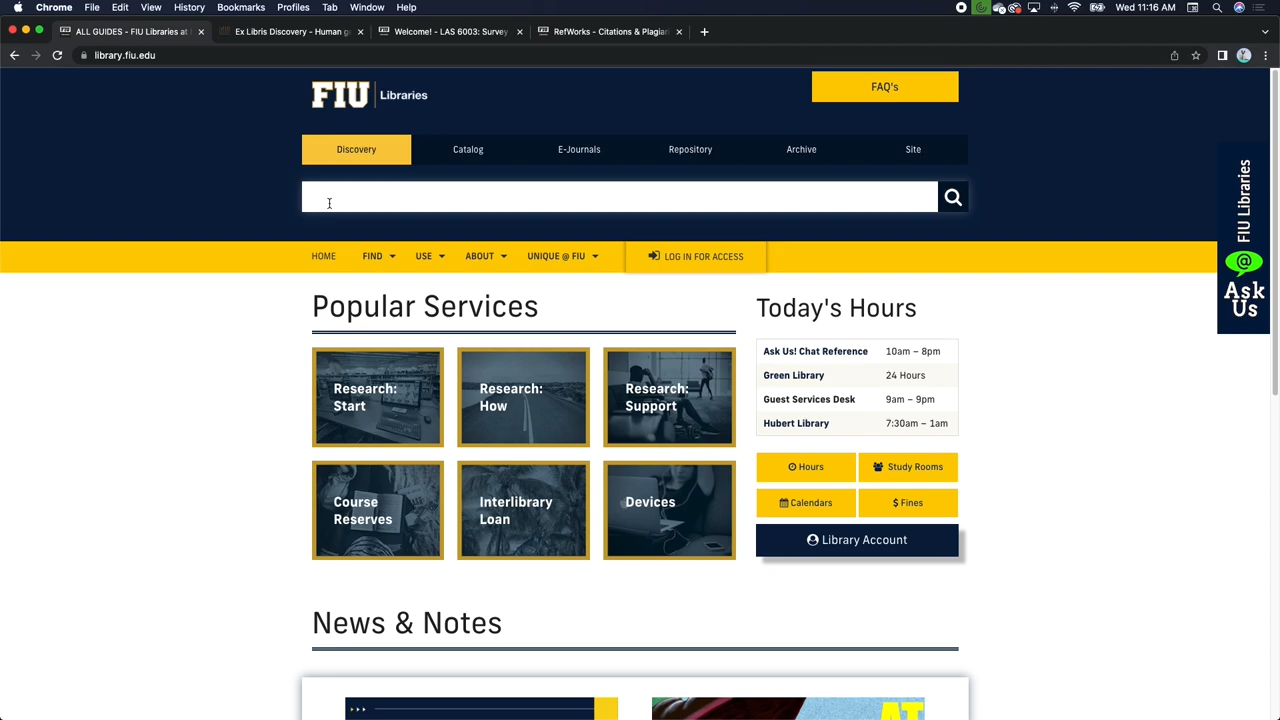 Chrome File Edit View History Bookmarks Profiles Tab Window Help Wed 11:16 AM
ALL GUIDES - FIU Libraries at Ex Libris Discovery - Human g Welcome! - LAS 6003: Survey RefWorks - Citations & Plagiari
library.fiu.edu
FIU Libraries
FAQ's
Discovery Catalog E-Journals Repository Archive Site
HOME FIND USE ABOUT UNIQUE @ FIU LOG IN FOR ACCESS
FIU Libraries
@
Ask
Us
Popular Services
Research:
Start
Research:
How
Research:
Support
Course
Reserves
Interlibrary
Loan
Devices
Today's Hours
Ask Us! Chat Reference 10am – 8pm
Green Library 24 Hours
Guest Services Desk 9am – 9pm
Hubert Library 7:30am – 1am
Hours Study Rooms
Calendars $ Fines
Library Account
News & Notes
AT